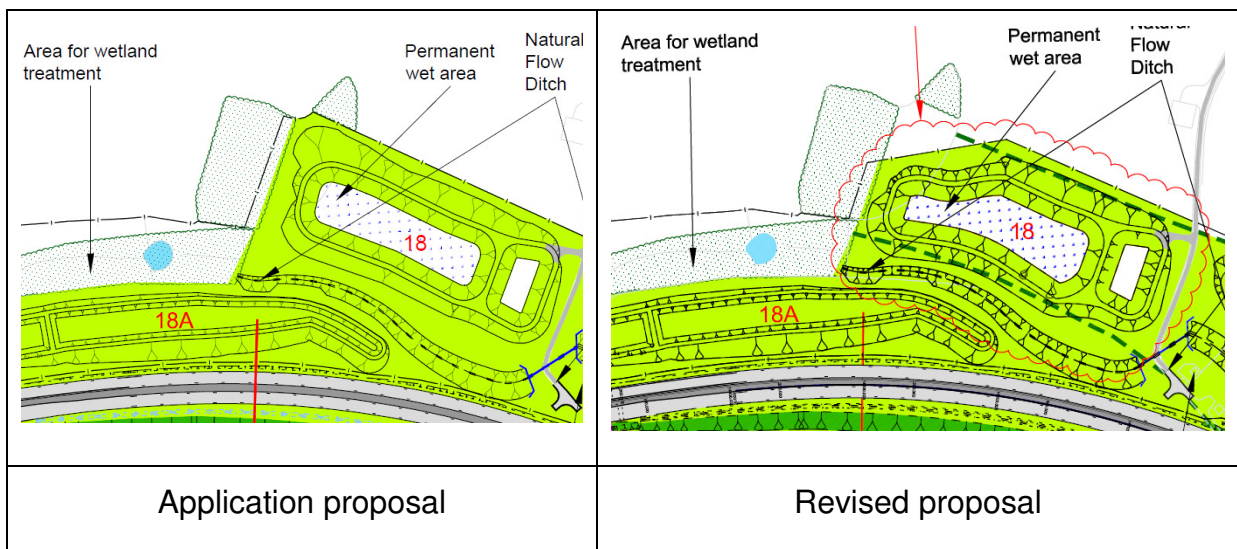 Area for wetland
treatment
Permanent
wet area
Natural
Flow
Ditch
18
18A
Application proposal
Area for wetland
treatment
Permanent
wet area
Natural
Flow
Ditch
18
18A
Revised proposal